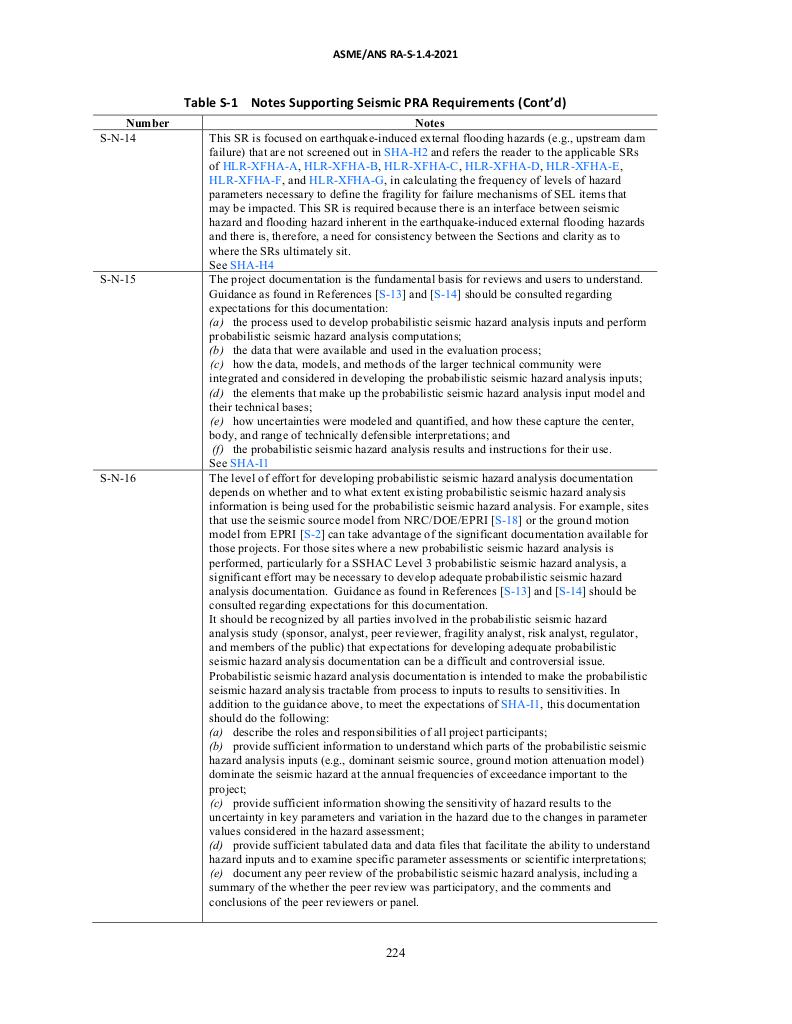 ASME/ANS RA-S-1.4-2021
Table S-1 Notes Supporting Seismic PRA Requirements (Cont’d)
Number Notes
S-N-14 This SR is focused on earthquake-induced external flooding hazards (e.g., upstream dam
failure) that are not screened out in SHA-H2 and refers the reader to the applicable SRs
of HLR-XFHA-A, HLR-XFHA-B, HLR-XFHA-C, HLR-XFHA-D, HLR-XFHA-E,
HLR-XFHA-F, and HLR-XFHA-G, in calculating the frequency of levels of hazard
parameters necessary to define the fragility for failure mechanisms of SEL items that
may be impacted. This SR is required because there is an interface between seismic
hazard and flooding hazard inherent in the earthquake-induced external flooding hazards
and there is, therefore, a need for consistency between the Sections and clarity as to
where the SRs ultimately sit.
See SHA-H4
S-N-15 The project documentation is the fundamental basis for reviews and users to understand.
Guidance as found in References [S-13] and [S-14] should be consulted regarding
expectations for this documentation:
(a) the process used to develop probabilistic seismic hazard analysis inputs and perform
probabilistic seismic hazard analysis computations;
(b) the data that were available and used in the evaluation process;
(c) how the data, models, and methods of the larger technical community were
integrated and considered in developing the probabilistic seismic hazard analysis inputs;
(d) the elements that make up the probabilistic seismic hazard analysis input model and
their technical bases;
(e) how uncertainties were modeled and quantified, and how these capture the center,
body, and range of technically defensible interpretations; and
(f) the probabilistic seismic hazard analysis results and instructions for their use.
See SHA-I1
S-N-16 The level of effort for developing probabilistic seismic hazard analysis documentation
depends on whether and to what extent existing probabilistic seismic hazard analysis
information is being used for the probabilistic seismic hazard analysis. For example, sites
that use the seismic source model from NRC/DOE/EPRI [S-18] or the ground motion
model from EPRI [S-2] can take advantage of the significant documentation available for
those projects. For those sites where a new probabilistic seismic hazard analysis is
performed, particularly for a SSHAC Level 3 probabilistic seismic hazard analysis, a
significant effort may be necessary to develop adequate probabilistic seismic hazard
analysis documentation. Guidance as found in References [S-13] and [S-14] should be
consulted regarding expectations for this documentation.
It should be recognized by all parties involved in the probabilistic seismic hazard
analysis study (sponsor, analyst, peer reviewer, fragility analyst, risk analyst, regulator,
and members of the public) that expectations for developing adequate probabilistic
seismic hazard analysis documentation can be a difficult and controversial issue.
Probabilistic seismic hazard analysis documentation is intended to make the probabilistic
seismic hazard analysis tractable from process to inputs to results to sensitivities. In
addition to the guidance above, to meet the expectations of SHA-I1, this documentation
should do the following:
(a) describe the roles and responsibilities of all project participants;
(b) provide sufficient information to understand which parts of the probabilistic seismic
hazard analysis inputs (e.g., dominant seismic source, ground motion attenuation model)
dominate the seismic hazard at the annual frequencies of exceedance important to the
project;
(c) provide sufficient information showing the sensitivity of hazard results to the
uncertainty in key parameters and variation in the hazard due to the changes in parameter
values considered in the hazard assessment;
(d) provide sufficient tabulated data and data files that facilitate the ability to understand
hazard inputs and to examine specific parameter assessments or scientific interpretations;
(e) document any peer review of the probabilistic seismic hazard analysis, including a
summary of the whether the peer review was participatory, and the comments and
conclusions of the peer reviewers or panel.
224